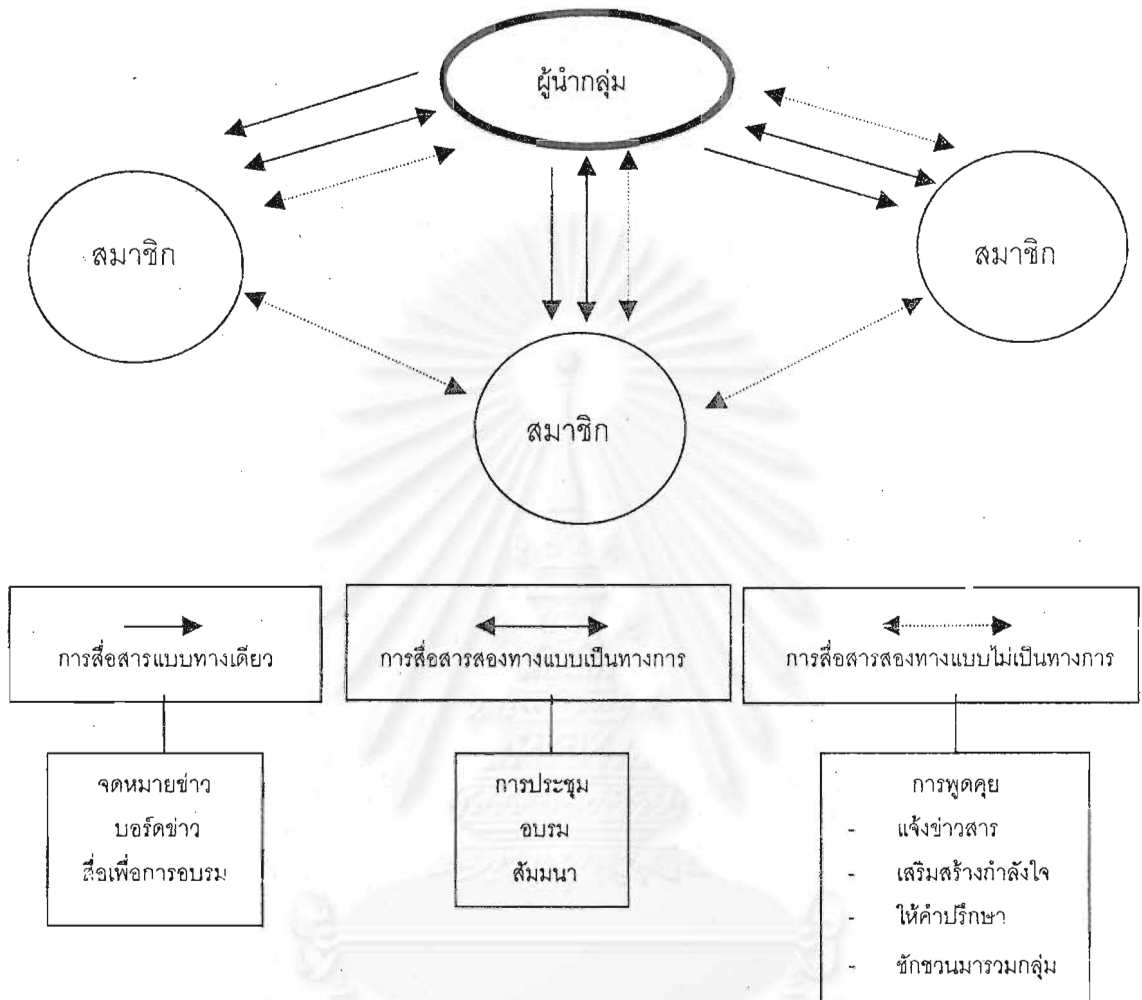 ผู้นำกลุ่ม
สมาชิก
สมาชิก
สมาชิก
การสื่อสารแบบทางเดียว
การสื่อสารสองทางแบบเป็นทางการ
การสื่อสารสองทางแบบไม่เป็นทางการ
จดหมายข่าว
บอร์ดข่าว
สื่อเพื่อการอบรม
การประชุม
อบรม
สัมมนา
การพูดคุย
- แจ้งข่าวสาร
- เสริมสร้างกำลังใจ
- ให้คำปรึกษา
- ชักชวนมารวมกลุ่ม